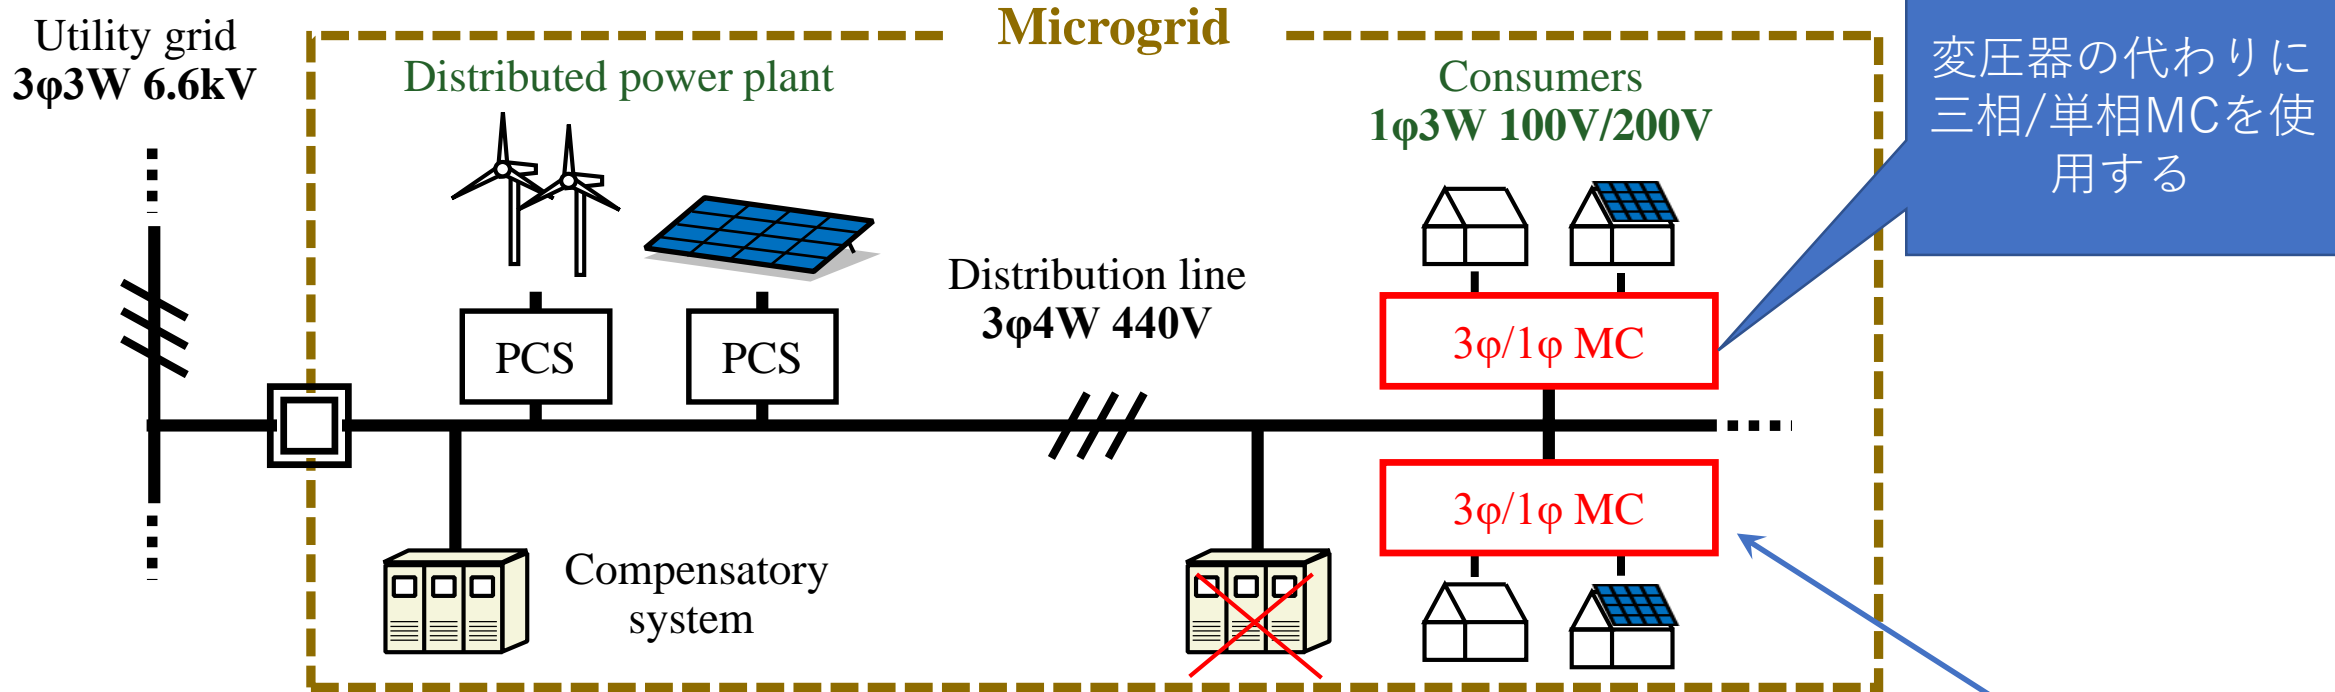 Microgrid
Utility grid
3φ3W 6.6kV
Distributed power plant
Consumers
1φ3W 100V/200V
変圧器の代わりに
三相/単相MCを使
用する
Distribution line
3φ4W 440V
PCS
PCS
3φ/1φ MC
3φ/1φ MC
Compensatory
system